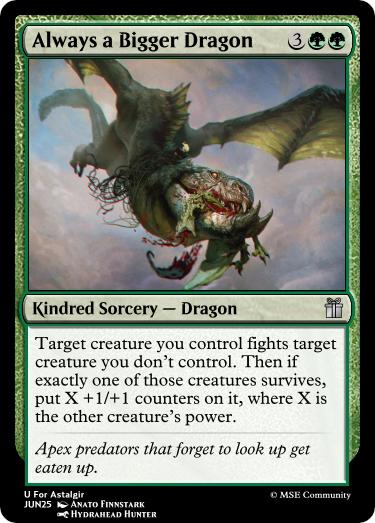 Always a Bigger Dragon 3
Kindred Sorcery — Dragon
Target creature you control fights target
creature you don't control. Then if
exactly one of those creatures survives,
put X +1/+1 counters on it, where X is
the other creature's power.
Apex predators that forget to look up get
eaten up.
U For Astalgir
JUN25 Anato Finnstark
© MSE Community
Hydrahead Hunter